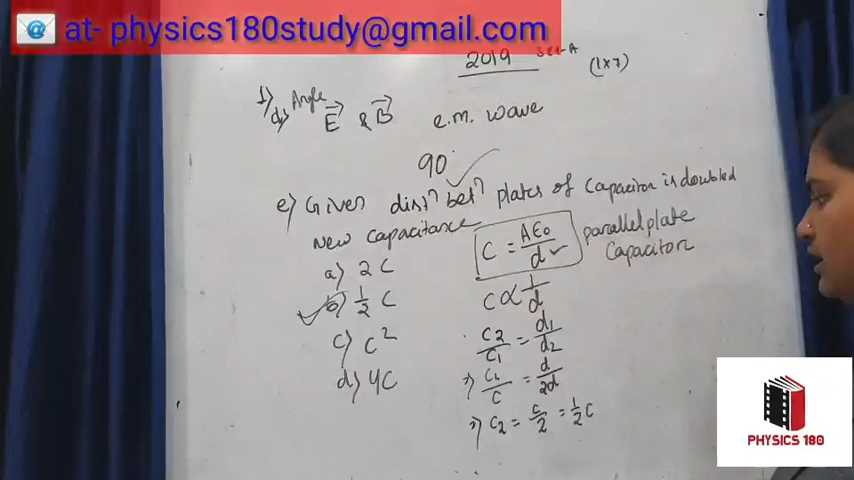 at- physics180study@gmail.com
2019 Set-A (1x7)
1) d) Angle E⃗ & B⃗ e.m. wave
90°
e) Given distⁿ betⁿ plates of Capacitor is doubled
New capacitance
C = Aε₀/d parallel plate Capacitor
a) 2C
C ∝ 1/d
b) 1/2 C
C₂/C₁ = d₁/d₂
c) C²
⇒ C₂/C = d/2d
d) 4C
⇒ C₂ = C/2 = 1/2 C
PHYSICS 180